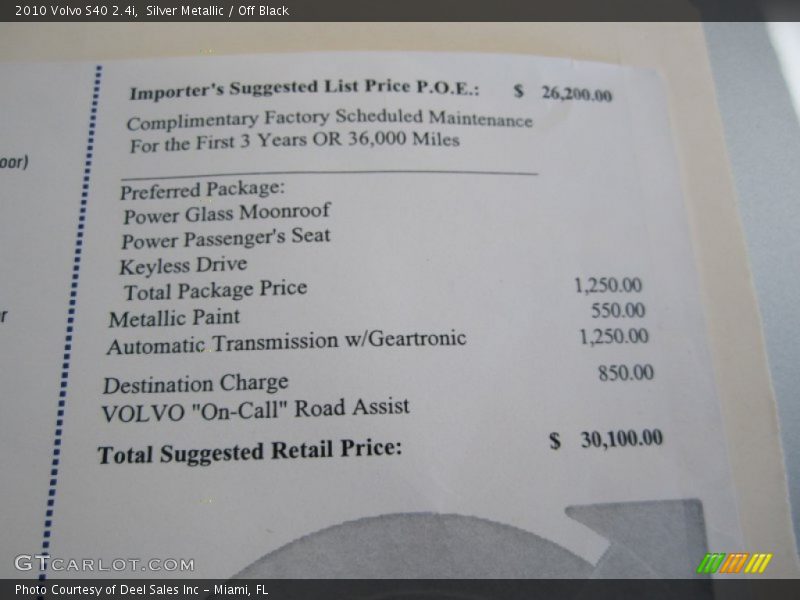 2010 Volvo S40 2.4i, Silver Metallic / Off Black
Importer's Suggested List Price P.O.E.: $ 26,200.00
Complimentary Factory Scheduled Maintenance
For the First 3 Years OR 36,000 Miles
oor)
Preferred Package:
Power Glass Moonroof
Power Passenger's Seat
Keyless Drive
Total Package Price 1,250.00
Metallic Paint 550.00
Automatic Transmission w/Geartronic 1,250.00
Destination Charge 850.00
VOLVO "On-Call" Road Assist
Total Suggested Retail Price: $ 30,100.00
GTCARLOT.COM
Photo Courtesy of Deel Sales Inc – Miami, FL